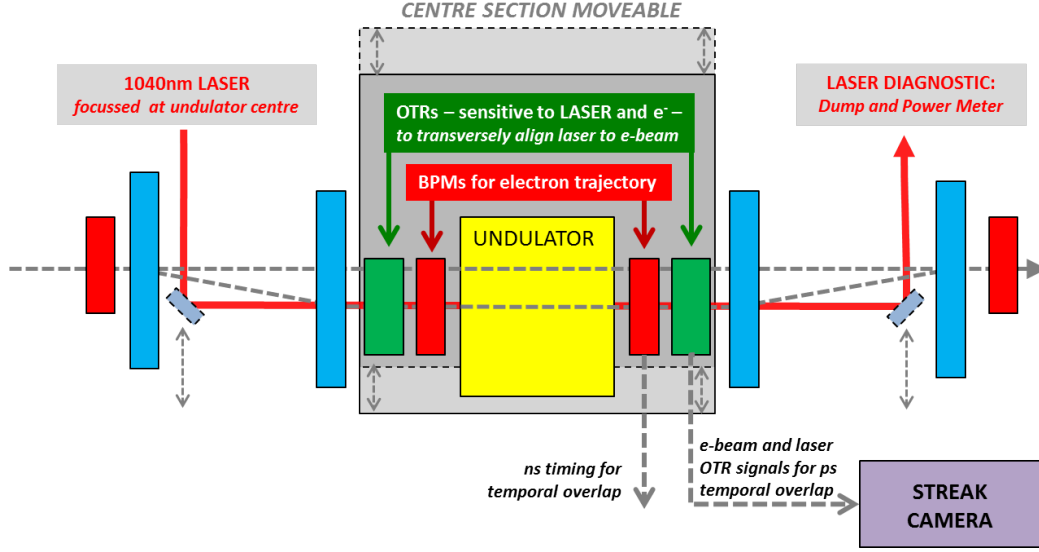 CENTRE SECTION MOVEABLE
1040nm LASER
focussed at undulator centre
LASER DIAGNOSTIC:
Dump and Power Meter
OTRs – sensitive to LASER and e⁻ –
to transversely align laser to e-beam
BPMs for electron trajectory
UNDULATOR
ns timing for
temporal overlap
e-beam and laser
OTR signals for ps
temporal overlap
STREAK
CAMERA